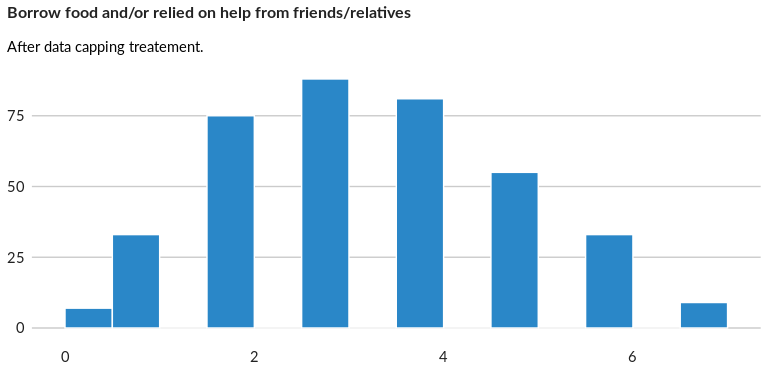 Borrow food and/or relied on help from friends/relatives
After data capping treatement.
75
50
25
0
0 2 4 6